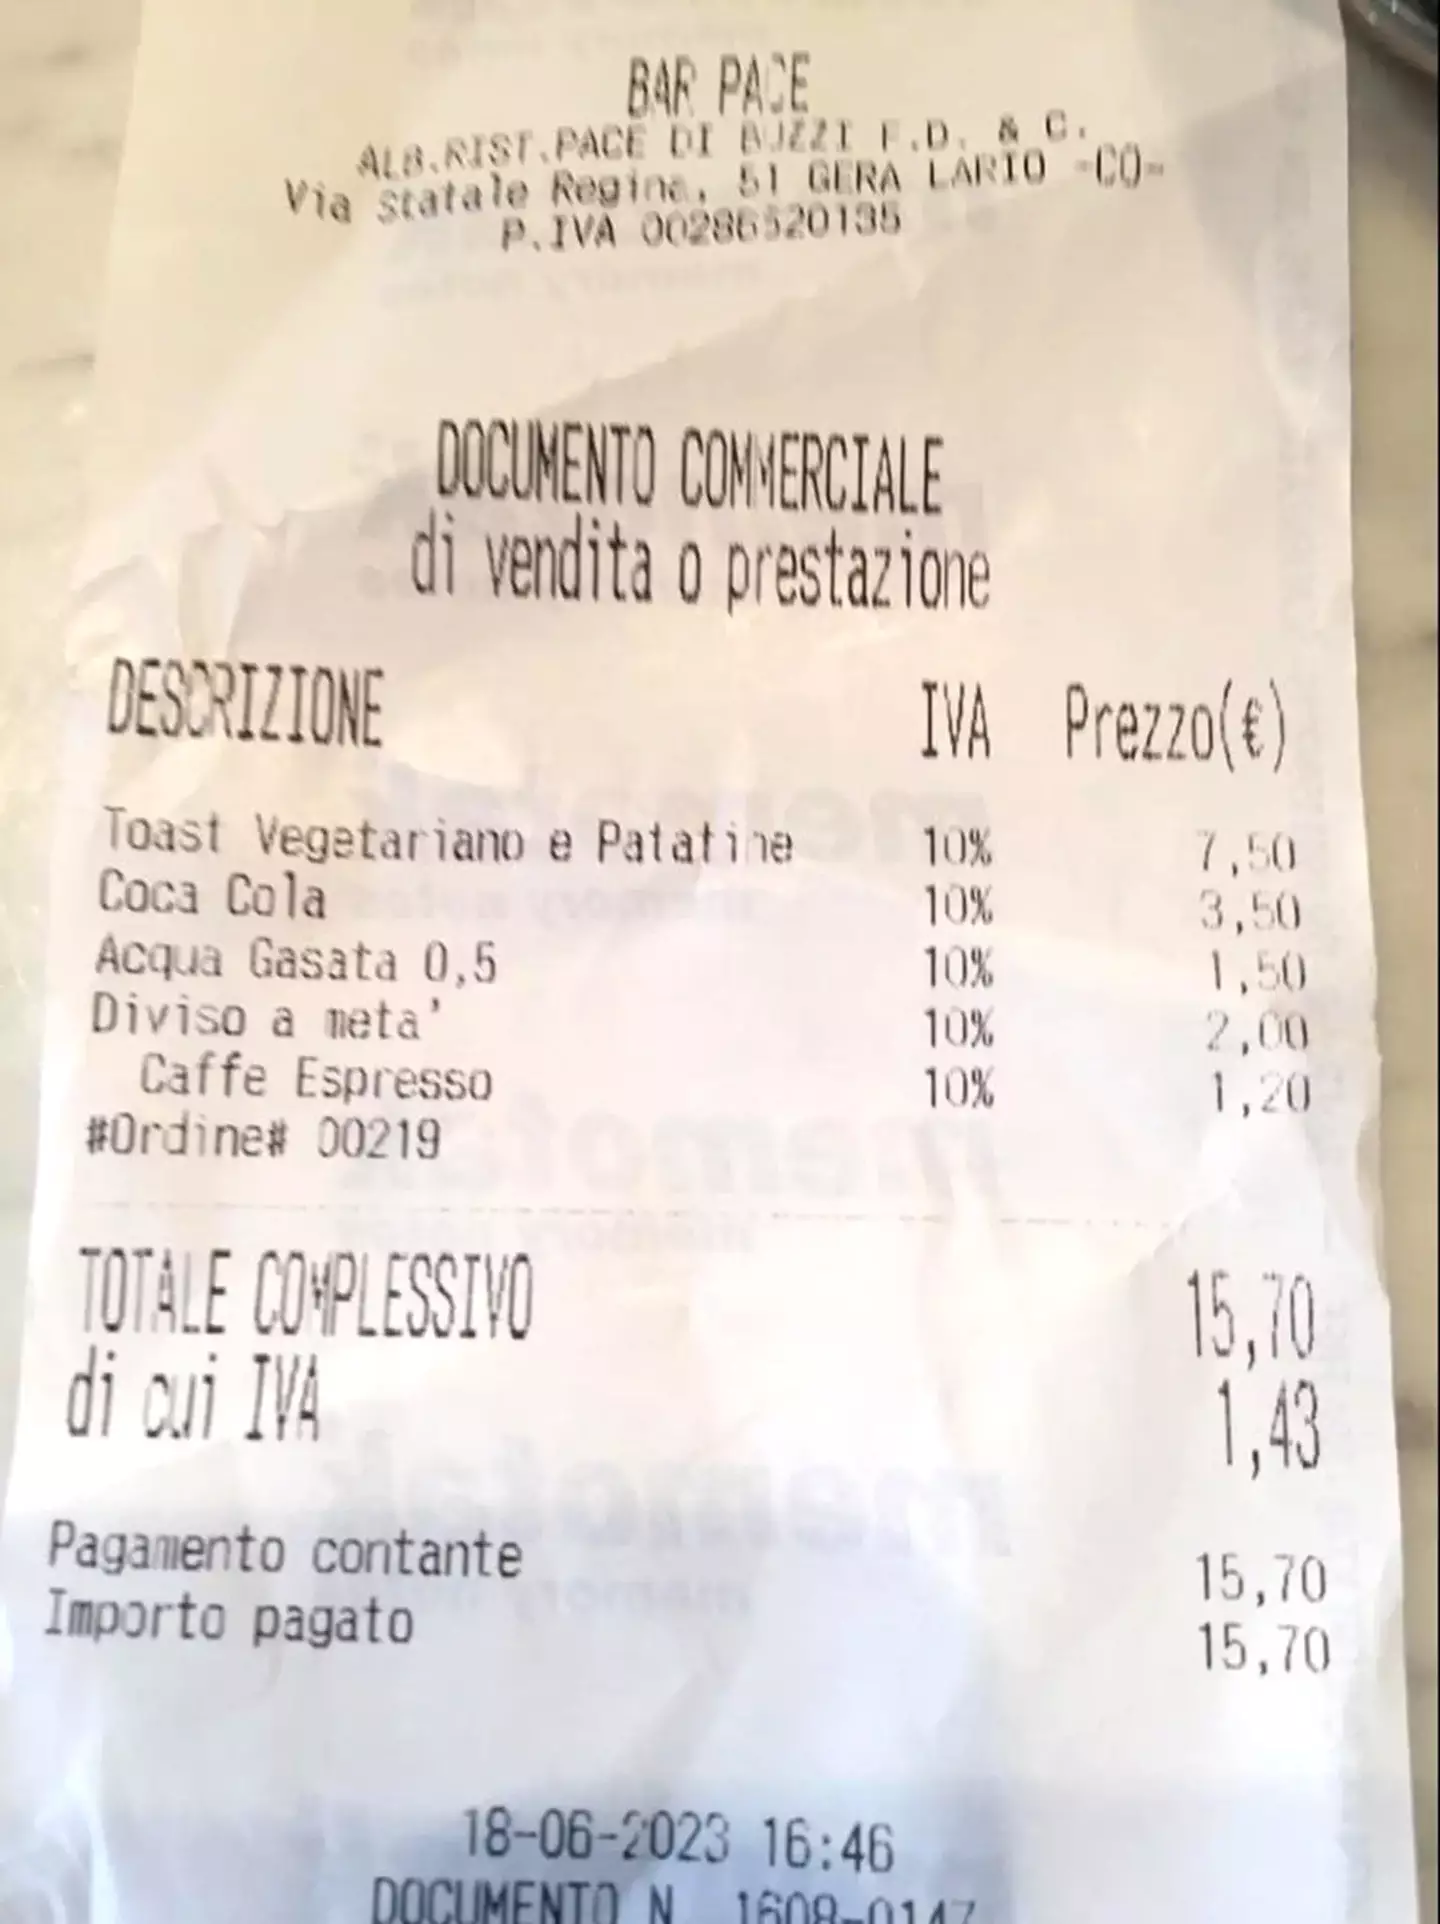 BAR PACE
ALB.RIST.PACE DI BUZZI F.D. & C.
Via Statale Regina, 51 GERA LARIO -CO-
P.IVA 00286520135
DOCUMENTO COMMERCIALE
di vendita o prestazione
DESCRIZIONE IVA Prezzo(€)
Toast Vegetariano e Patatine 10% 7,50
Coca Cola 10% 3,50
Acqua Gasata 0,5 10% 1,50
Diviso a meta' 10% 2,00
Caffe Espresso 10% 1,20
#Ordine# 00219
TOTALE COMPLESSIVO 15,70
di cui IVA 1,43
Pagamento contante 15,70
Importo pagato 15,70
18-06-2023 16:46
DOCUMENTO N. 1608-0147